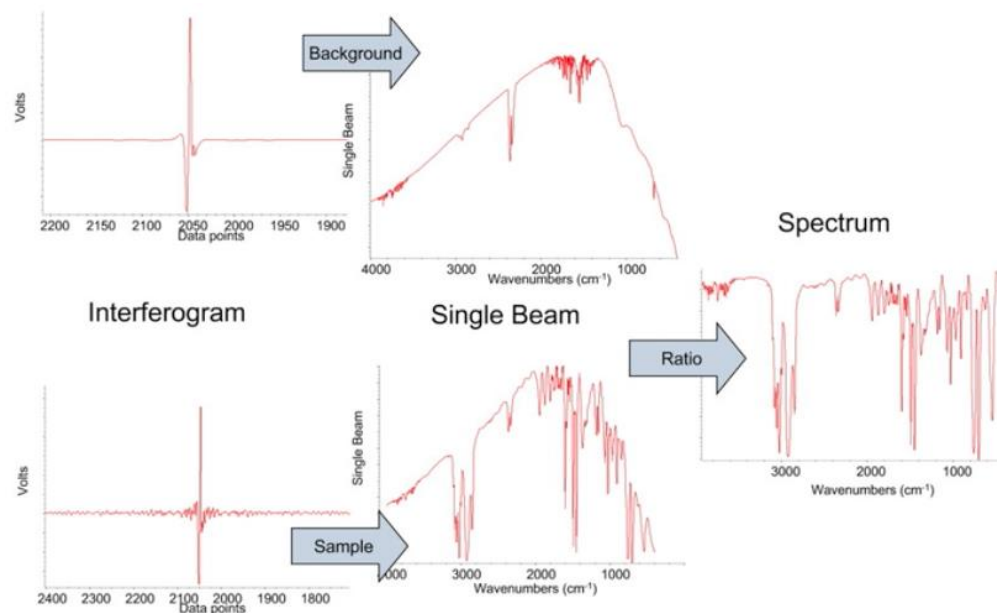 Background
Volts
2200 2150 2100 2050 2000 1950 1900
Data points
Single Beam
4000 3000 2000 1000
Wavenumbers (cm⁻¹)
Spectrum
Interferogram
Single Beam
Ratio
3000 2000 1000
Wavenumbers (cm⁻¹)
Volts
2400 2300 2200 2100 2000 1900 1800
Data points
Sample
Single Beam
3000 2000 1000
Wavenumbers (cm⁻¹)